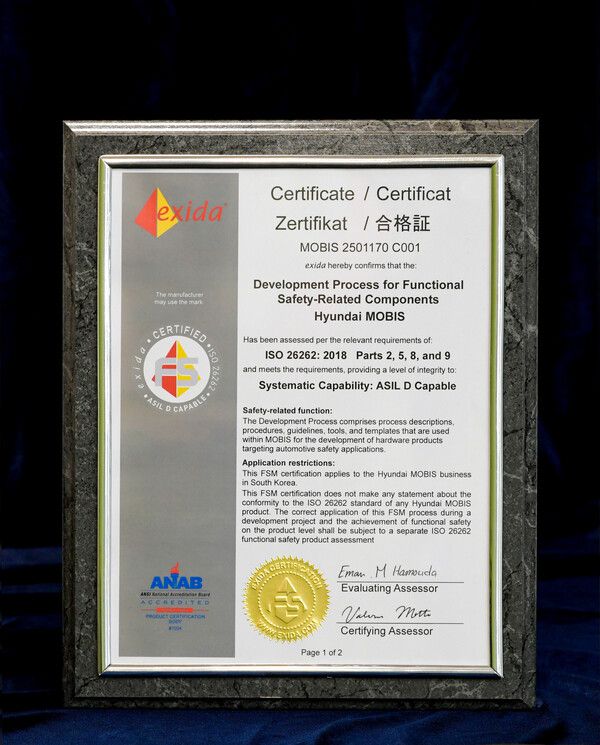 exida
Certificate / Certificat
Zertifikat / 合格証
MOBIS 2501170 C001
exida hereby confirms that the:
Development Process for Functional
Safety-Related Components
Hyundai MOBIS
Has been assessed per the relevant requirements of:
ISO 26262: 2018 Parts 2, 5, 8, and 9
and meets the requirements, providing a level of integrity to:
Systematic Capability: ASIL D Capable
Safety-related function:
The Development Process comprises process descriptions,
procedures, guidelines, tools, and templates that are used
within MOBIS for the development of hardware products
targeting automotive safety applications.
Application restrictions:
This FSM certification applies to the Hyundai MOBIS business
in South Korea.
This FSM certification does not make any statement about the
conformity to the ISO 26262 standard of any Hyundai MOBIS
product. The correct application of this FSM process during a
development project and the achievement of functional safety
on the product level shall be subject to a separate ISO 26262
functional safety product assessment
The manufacturer
may use the mark.
exida CERTIFIED ISO 26262
FS
ASIL D CAPABLE
ANAB
ANSI National Accreditation Board
ACCREDITED
PRODUCT CERTIFICATION
BODY
#1004
EXIDA CERTIFICATION
FS
Eman M Hamouda
Evaluating Assessor
Certifying Assessor
Page 1 of 2